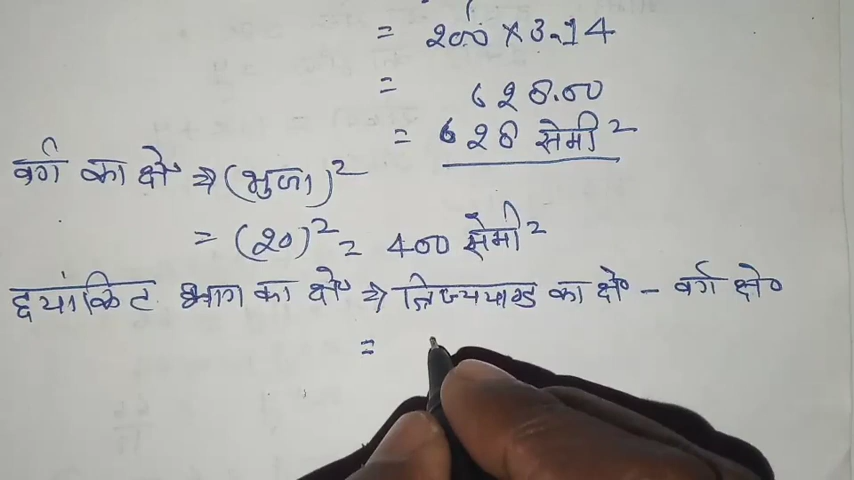 = 200 × 3.14
= 628.00
= 628 सेमी²
वर्ग का क्षे० ⇒ (भुजा)²
= (20)² = 400 सेमी²
छयांकित भाग का क्षे० ⇒ त्रिज्यखण्ड का क्षे० - वर्ग क्षे०
=